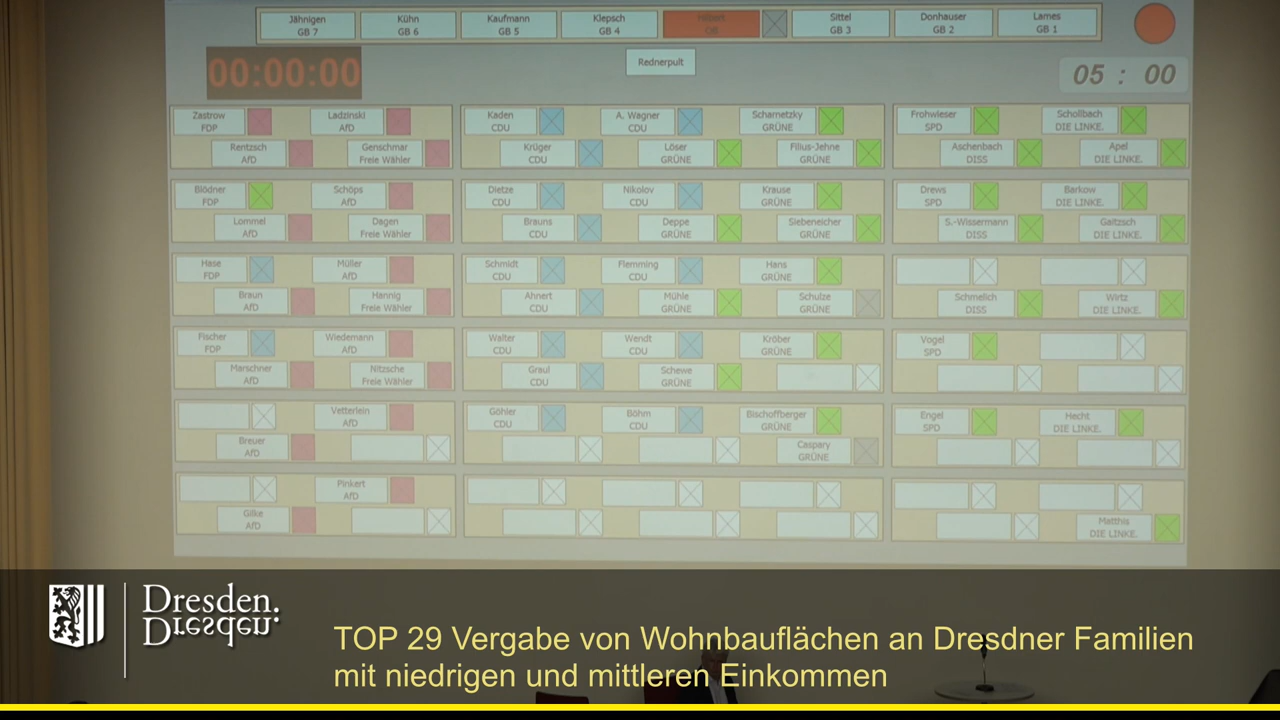 Jähnigen
GB 7
Kühn
GB 6
Kaufmann
GB 5
Klepsch
GB 4
Hilbert
OB
Sittel
GB 3
Donhauser
GB 2
Lames
GB 1
Rednerpult
00:00:00
05 : 00
Zastrow
FDP
Ladzinski
AfD
Kaden
CDU
A. Wagner
CDU
Scharnetzky
GRÜNE
Frohwieser
SPD
Schollbach
DIE LINKE.
Rentzsch
AfD
Genschmar
Freie Wähler
Krüger
CDU
Löser
GRÜNE
Filius-Jehne
GRÜNE
Aschenbach
DISS
Apel
DIE LINKE.
Blödner
FDP
Schöps
AfD
Dietze
CDU
Nikolov
CDU
Krause
GRÜNE
Drews
SPD
Barkow
DIE LINKE.
Lommel
AfD
Dagen
Freie Wähler
Brauns
CDU
Deppe
GRÜNE
Siebeneicher
GRÜNE
S.-Wissermann
DISS
Gaitzsch
DIE LINKE.
Hase
FDP
Müller
AfD
Schmidt
CDU
Flemming
CDU
Hans
GRÜNE
Braun
AfD
Hannig
Freie Wähler
Ahnert
CDU
Mühle
GRÜNE
Schulze
GRÜNE
Schmelich
DISS
Wirtz
DIE LINKE.
Fischer
FDP
Wiedemann
AfD
Walter
CDU
Wendt
CDU
Kröber
GRÜNE
Vogel
SPD
Marschner
AfD
Nitzsche
Freie Wähler
Graul
CDU
Schewe
GRÜNE
Vetterlein
AfD
Göhler
CDU
Böhm
CDU
Bischoffberger
GRÜNE
Engel
SPD
Hecht
DIE LINKE.
Breuer
AfD
Caspary
GRÜNE
Pinkert
AfD
Gilke
AfD
Matthis
DIE LINKE.
Dresden.
Dresden.
TOP 29 Vergabe von Wohnbauflächen an Dresdner Familien
mit niedrigen und mittleren Einkommen